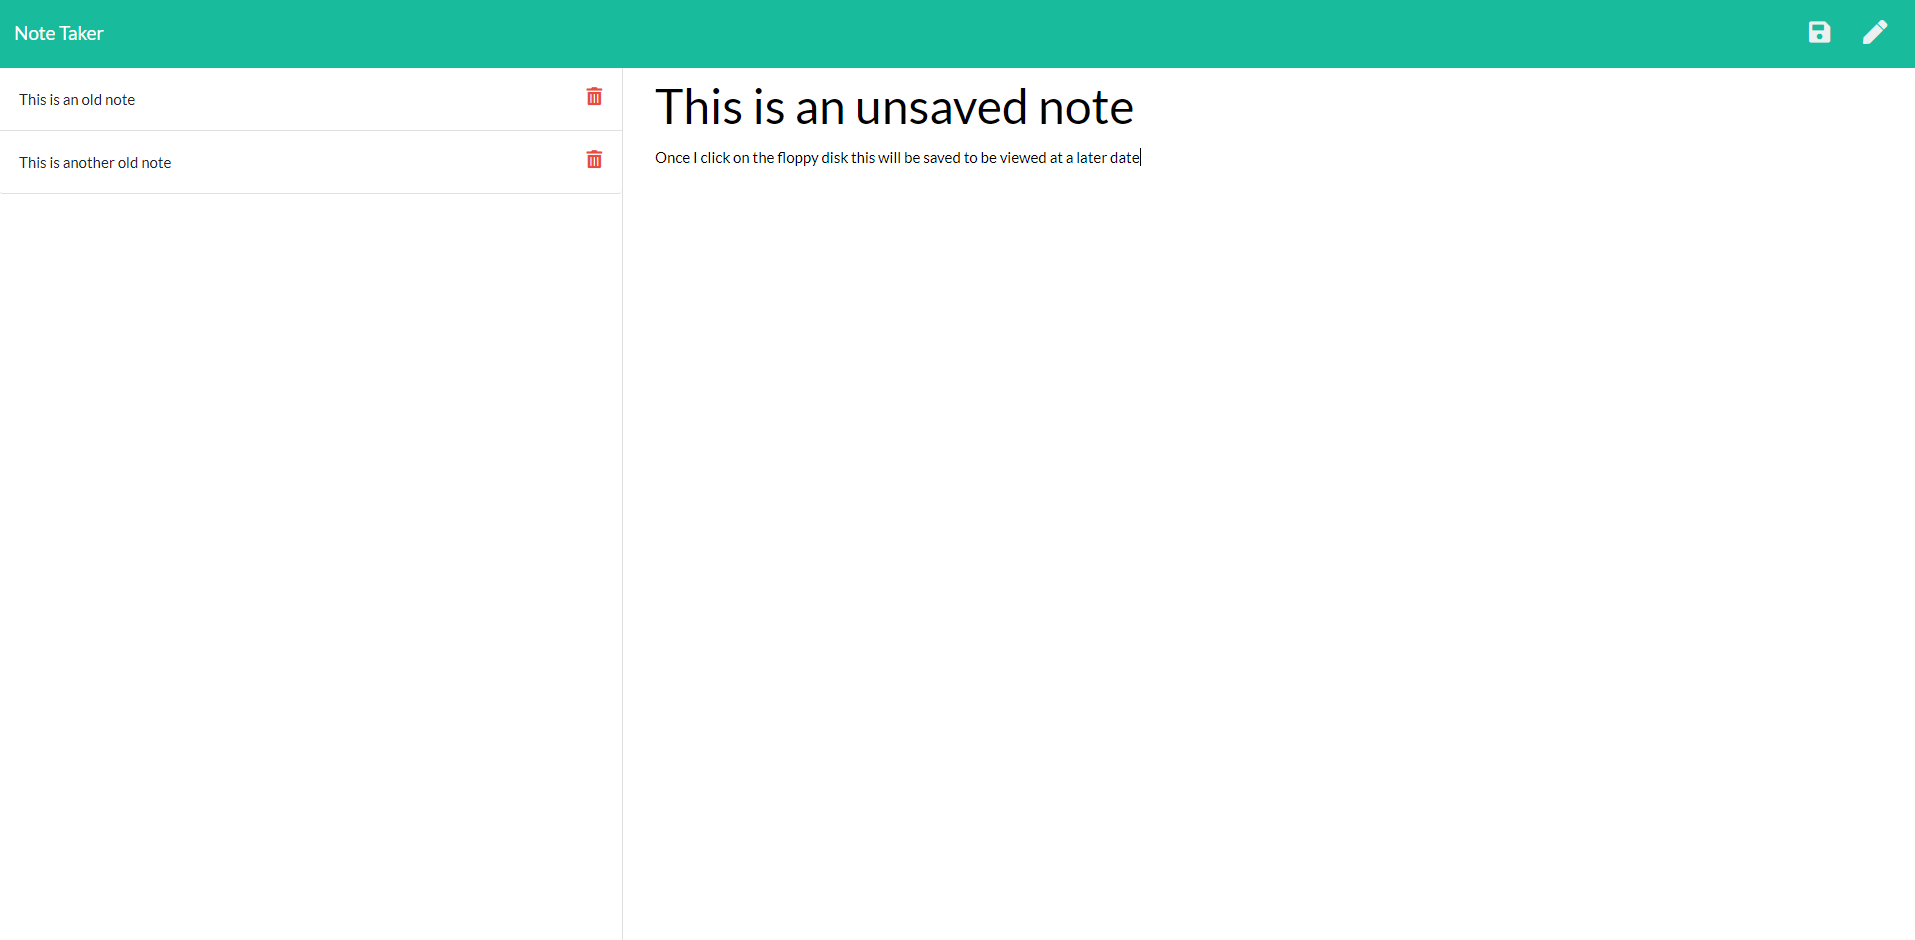 Note Taker
This is an old note
This is another old note
This is an unsaved note
Once I click on the floppy disk this will be saved to be viewed at a later date